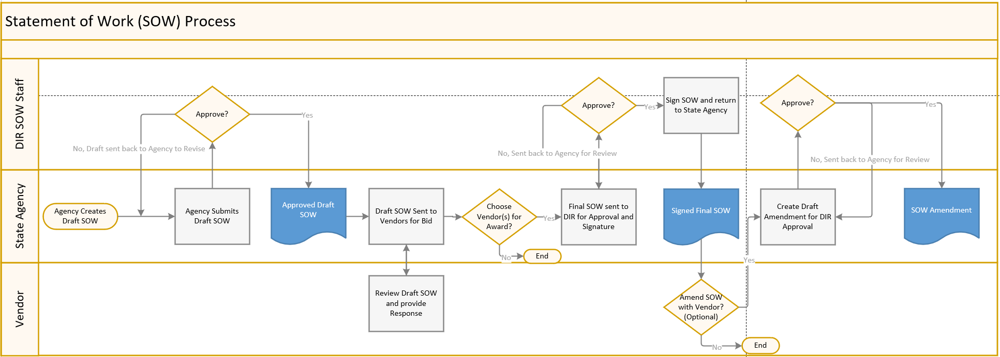 Statement of Work (SOW) Process
DIR SOW Staff
Approve?
Yes
No, Draft sent back to Agency to Revise
Approve?
Yes
No, Sent back to Agency for Review
Sign SOW and return
to State Agency
Approve?
Yes
No, Sent back to Agency for Review
State Agency
Agency Creates
Draft SOW
Agency Submits
Draft SOW
Approved Draft
SOW
Draft SOW Sent to
Vendors for Bid
Choose
Vendor(s) for
Award?
Yes
No
End
Final SOW sent to
DIR for Approval and
Signature
Signed Final SOW
Create Draft
Amendment for DIR
Approval
SOW Amendment
Yes
Vendor
Review Draft SOW
and provide
Response
Amend SOW
with Vendor?
(Optional)
No
End